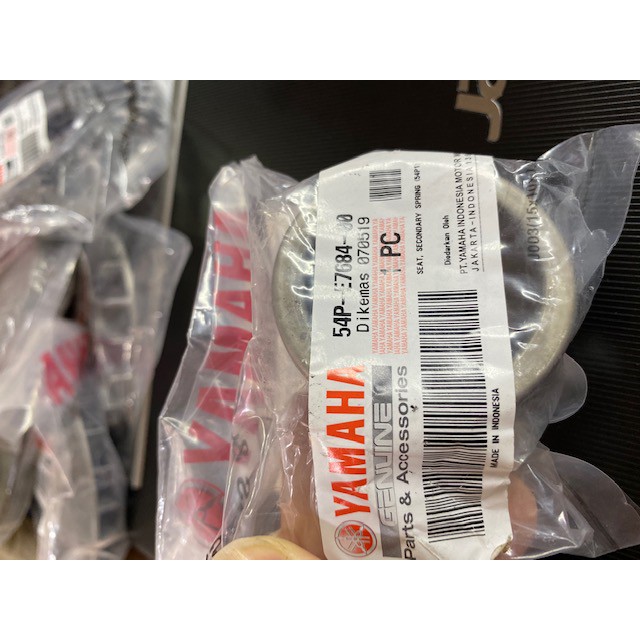 YAMAHA
GENUINE
Parts & Accessories
54P-E7684-00
Dikemas 070519
1 PC
SEAT, SECONDARY SPRING (54P1)
Diedarkan Oleh
PT.YAMAHA INDONESIA MOTOR
JAKARTA-INDONESIA
MADE IN INDONESIA
YAMAHA